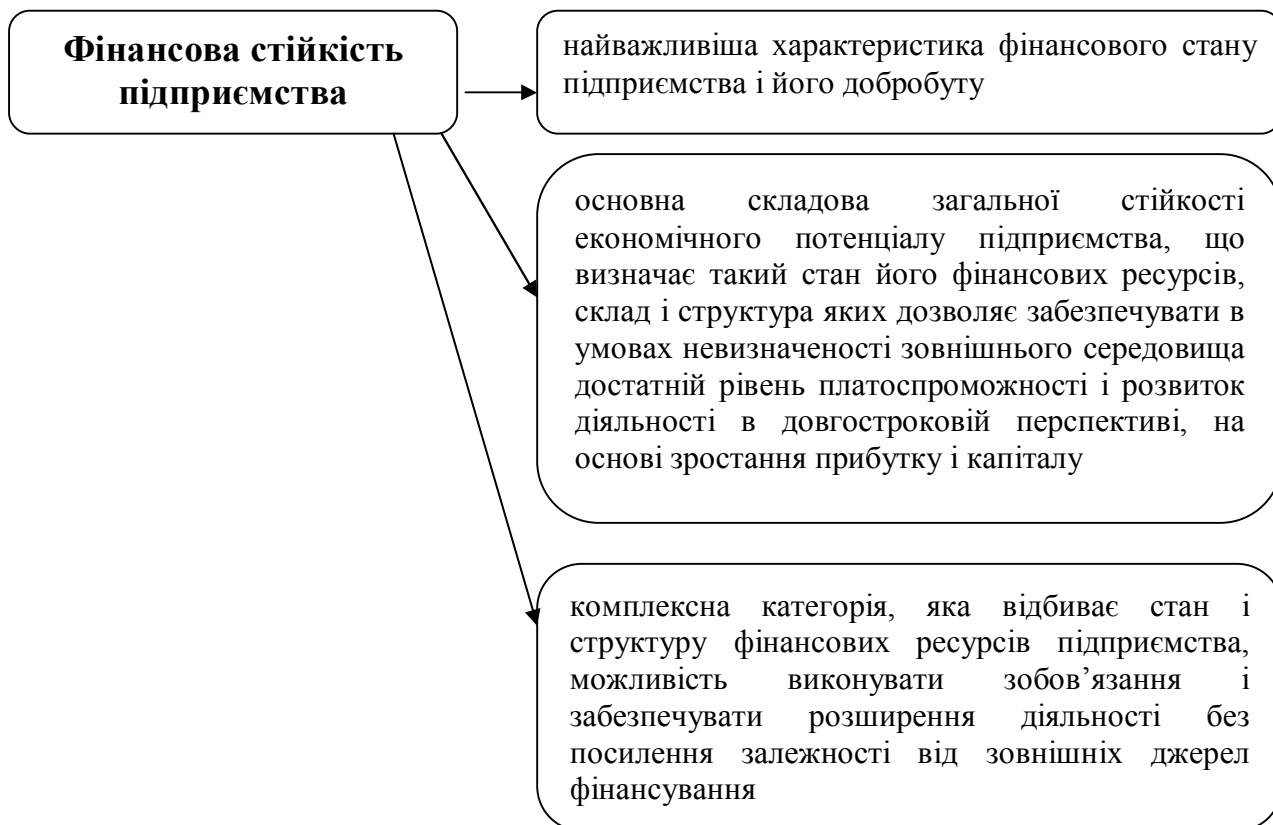 Фінансова стійкість
підприємства
найважливіша характеристика фінансового стану
підприємства і його добробуту
основна складова загальної стійкості
економічного потенціалу підприємства, що
визначає такий стан його фінансових ресурсів,
склад і структура яких дозволяє забезпечувати в
умовах невизначеності зовнішнього середовища
достатній рівень платоспроможності і розвиток
діяльності в довгостроковій перспективі, на
основі зростання прибутку і капіталу
комплексна категорія, яка відбиває стан і
структуру фінансових ресурсів підприємства,
можливість виконувати зобов’язання і
забезпечувати розширення діяльності без
посилення залежності від зовнішніх джерел
фінансування